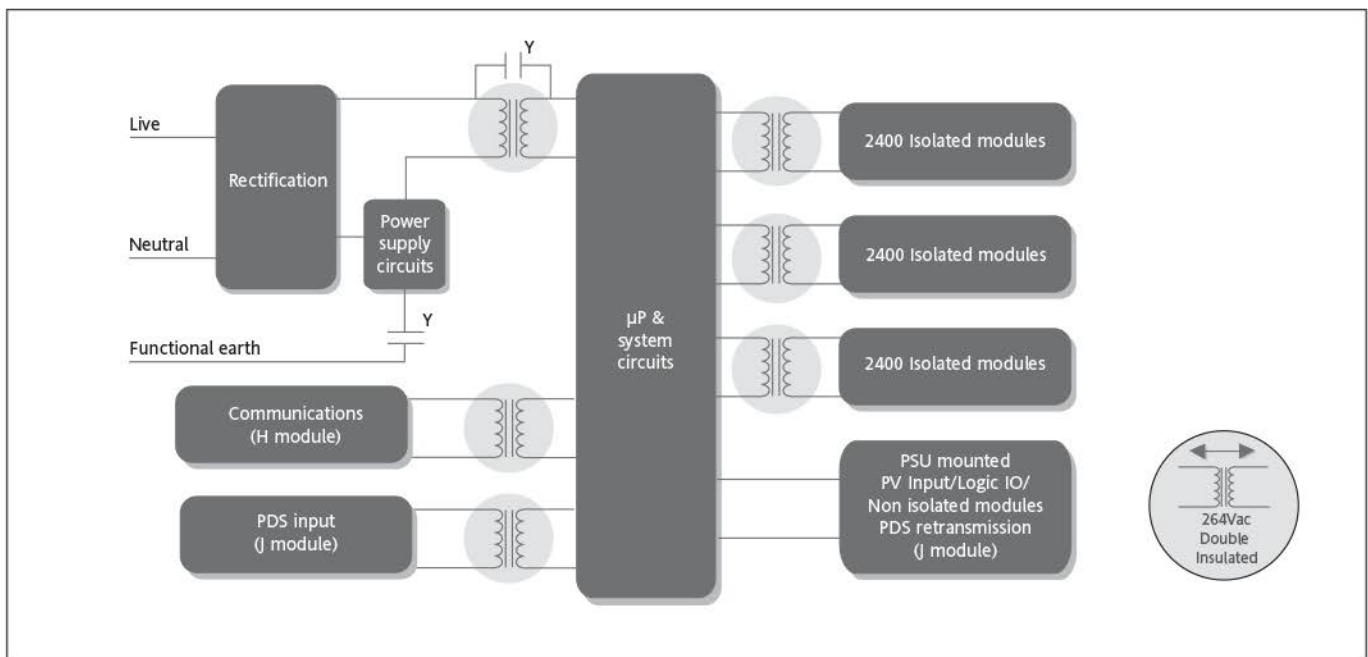 Y
Live
Rectification
Neutral
Power
supply
circuits
Y
Functional earth
Communications
(H module)
PDS input
(J module)
µP &
system
circuits
2400 Isolated modules
2400 Isolated modules
2400 Isolated modules
PSU mounted
PV Input/Logic IO/
Non isolated modules
PDS retransmission
(J module)
264Vac
Double
Insulated